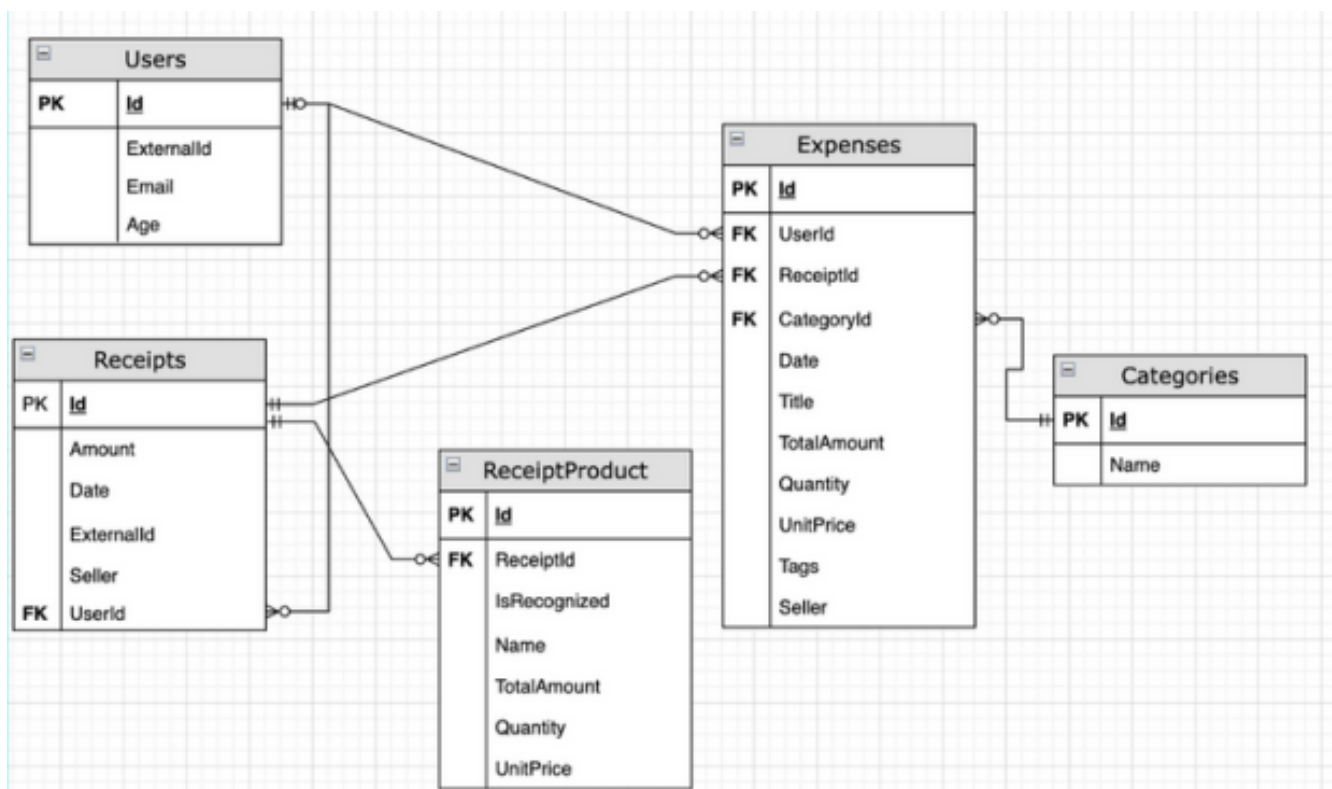 Users
PK Id
ExternalId
Email
Age
Receipts
PK Id
Amount
Date
ExternalId
Seller
FK UserId
ReceiptProduct
PK Id
FK ReceiptId
IsRecognized
Name
TotalAmount
Quantity
UnitPrice
Expenses
PK Id
FK UserId
FK ReceiptId
FK CategoryId
Date
Title
TotalAmount
Quantity
UnitPrice
Tags
Seller
Categories
PK Id
Name